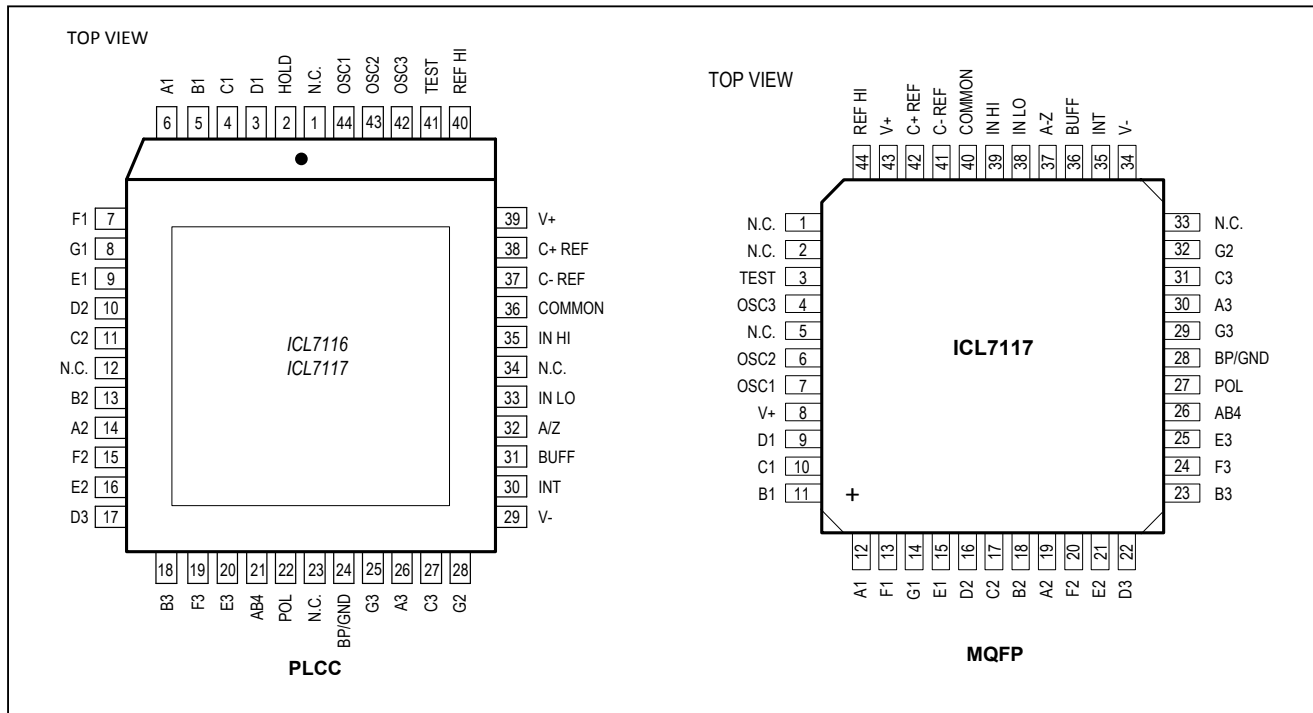 TOP VIEW
A1 B1 C1 D1 HOLD N.C. OSC1 OSC2 OSC3 TEST REF HI
6 5 4 3 2 1 44 43 42 41 40
F1 7
G1 8
E1 9
D2 10
C2 11
N.C. 12
B2 13
A2 14
F2 15
E2 16
D3 17
ICL7116
ICL7117
39 V+
38 C+ REF
37 C- REF
36 COMMON
35 IN HI
34 N.C.
33 IN LO
32 A/Z
31 BUFF
30 INT
29 V-
18 19 20 21 22 23 24 25 26 27 28
B3 F3 E3 AB4 POL N.C. BP/GND G3 A3 C3 G2
PLCC
TOP VIEW
REF HI V+ C+ REF C- REF COMMON IN HI IN LO A-Z BUFF INT V-
44 43 42 41 40 39 38 37 36 35 34
N.C. 1
N.C. 2
TEST 3
OSC3 4
N.C. 5
OSC2 6
OSC1 7
V+ 8
D1 9
C1 10
B1 11
ICL7117
+
33 N.C.
32 G2
31 C3
30 A3
29 G3
28 BP/GND
27 POL
26 AB4
25 E3
24 F3
23 B3
12 13 14 15 16 17 18 19 20 21 22
A1 F1 G1 E1 D2 C2 B2 A2 F2 E2 D3
MQFP